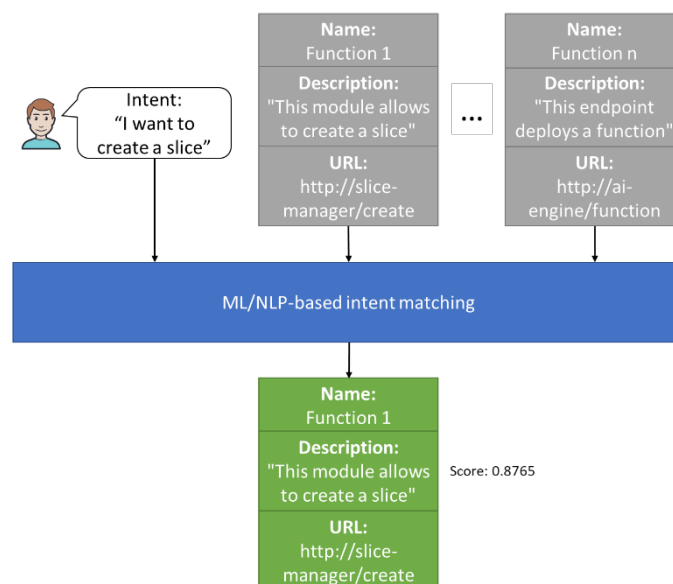 Intent:
“I want to
create a slice”
Name:
Function 1
Description:
"This module allows
to create a slice"
URL:
http://slice-
manager/create
...
Name:
Function n
Description:
"This endpoint
deploys a function"
URL:
http://ai-
engine/function
ML/NLP-based intent matching
Name:
Function 1
Description:
"This module allows
to create a slice"
URL:
http://slice-
manager/create
Score: 0.8765